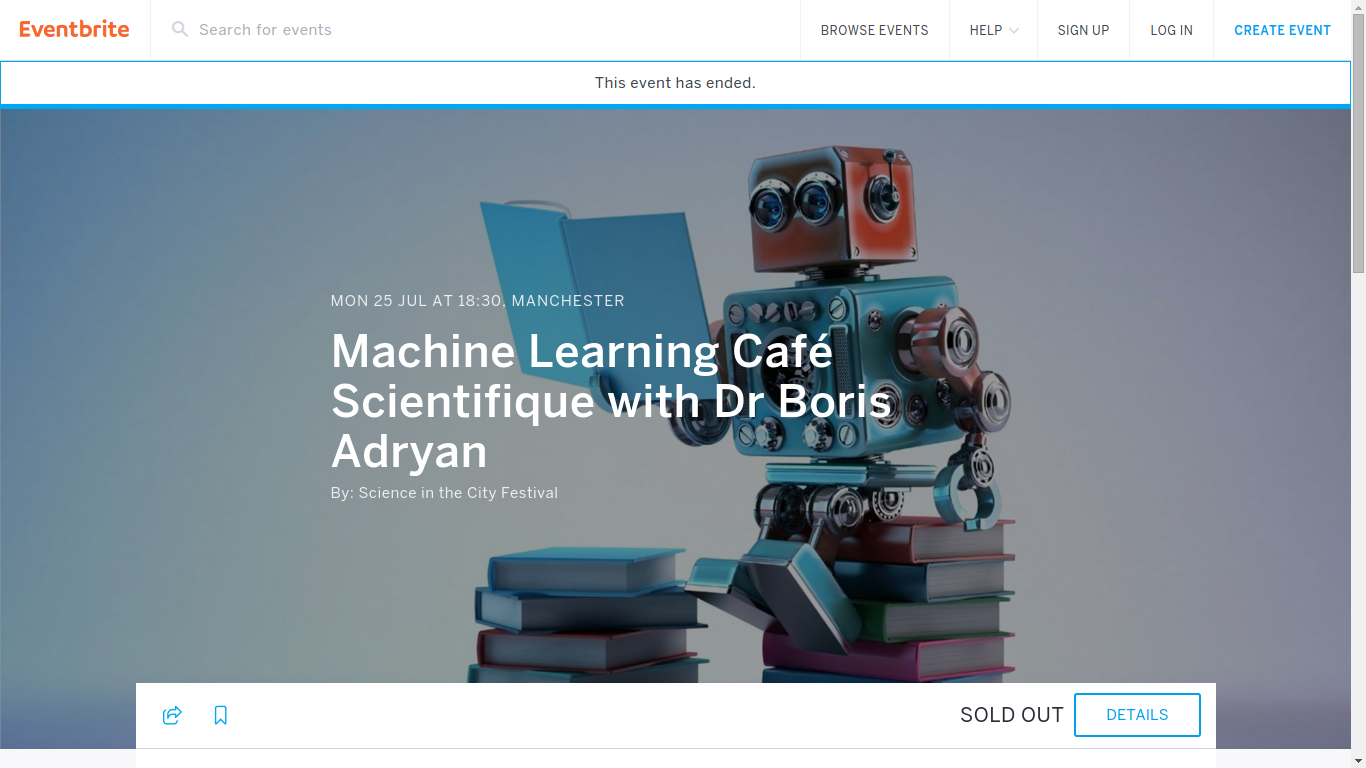 Eventbrite
Search for events
BROWSE EVENTS
HELP
SIGN UP
LOG IN
CREATE EVENT
This event has ended.
MON 25 JUL AT 18:30, MANCHESTER
Machine Learning Café
Scientifique with Dr Boris
Adryan
By: Science in the City Festival
SOLD OUT
DETAILS